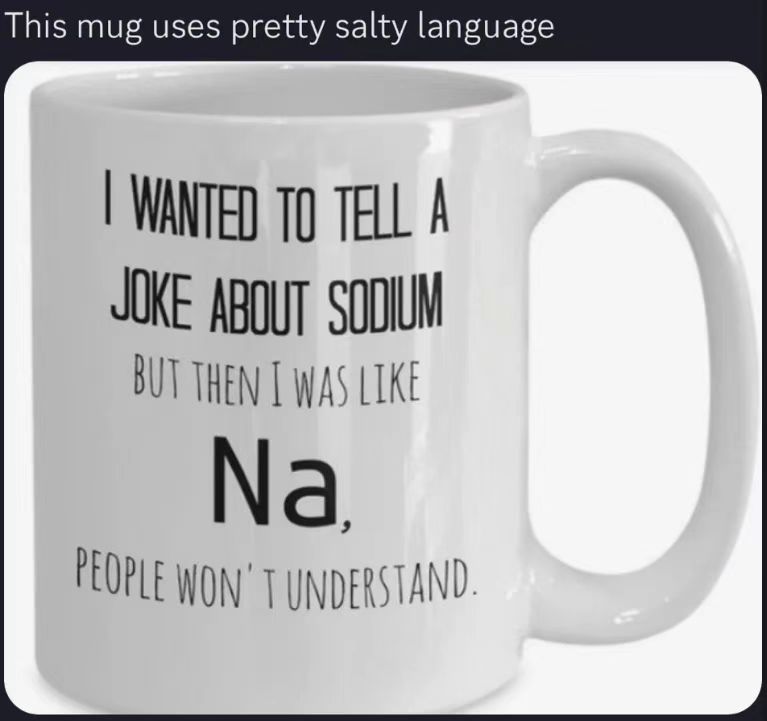 This mug uses pretty salty language
I WANTED TO TELL A
JOKE ABOUT SODIUM
BUT THEN I WAS LIKE
Na,
PEOPLE WON'T UNDERSTAND.